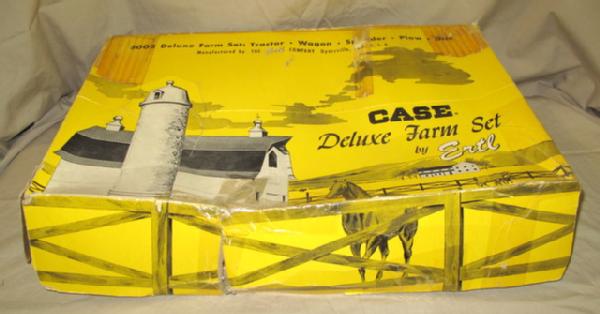 Deluxe Farm Set: Tractor • Wagon • Spreader • Plow • Disc
Manufactured by THE Ertl COMPANY Dyersville,
CASE
Deluxe Farm Set
by Ertl